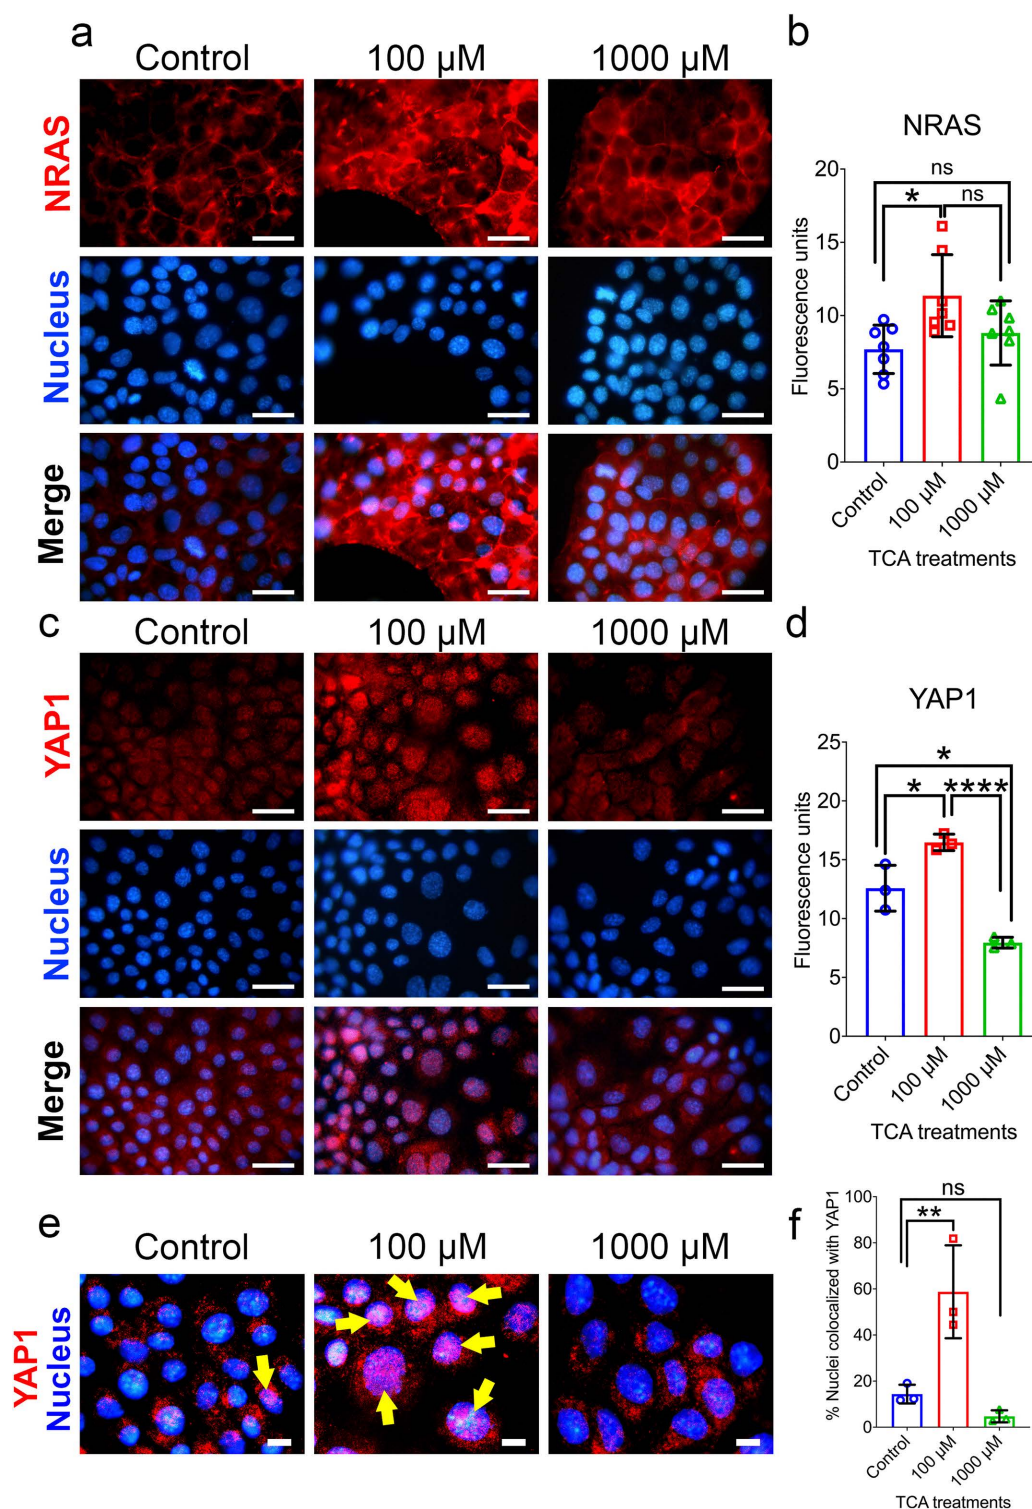 a
Control 100 µM 1000 µM
NRAS
Nucleus
Merge
b
NRAS
ns
* ns
Fluorescence units
20
15
10
5
0
Control 100 µM 1000 µM
TCA treatments
c
Control 100 µM 1000 µM
YAP1
Nucleus
Merge
d
YAP1
*
* ****
Fluorescence units
25
20
15
10
5
0
Control 100 µM 1000 µM
TCA treatments
e
Control 100 µM 1000 µM
YAP1
Nucleus
f
ns
**
% Nuclei colocalized with YAP1
100
80
60
40
20
0
Control 100 µM 1000 µM
TCA treatments